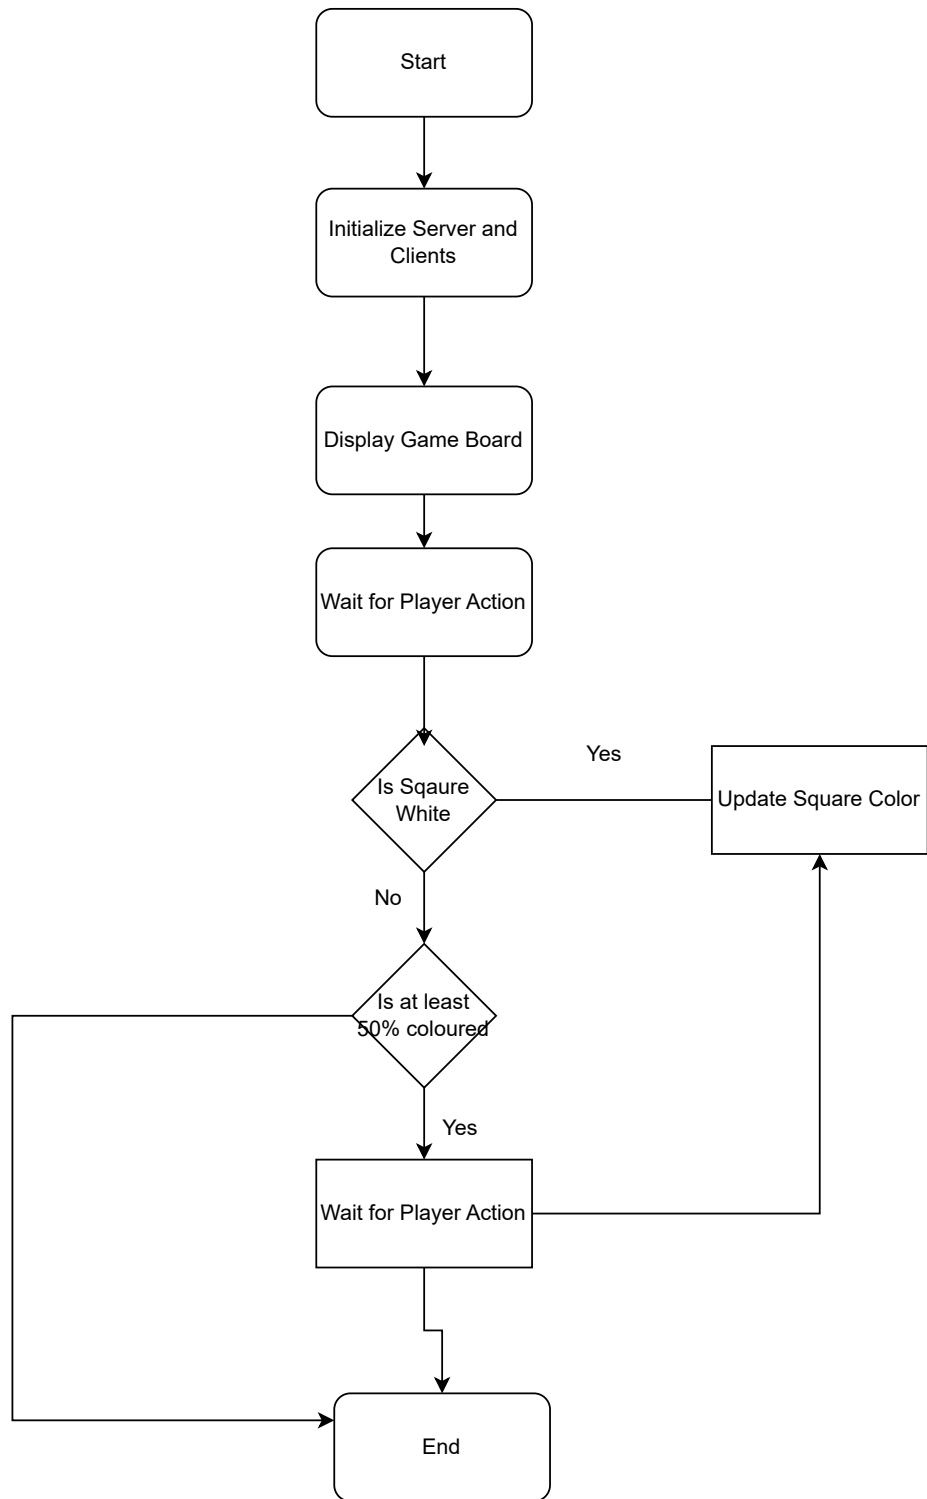 Start
Initialize Server and
Clients
Display Game Board
Wait for Player Action
Is Sqaure
White
Yes
Update Square Color
No
Is at least
50% coloured
Yes
Wait for Player Action
End